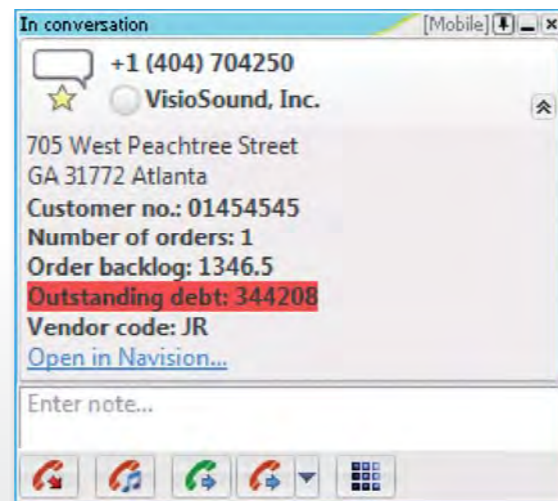 In conversation [Mobile]
+1 (404) 704250
VisioSound, Inc.
705 West Peachtree Street
GA 31772 Atlanta
Customer no.: 01454545
Number of orders: 1
Order backlog: 1346.5
Outstanding debt: 344208
Vendor code: JR
Open in Navision...
Enter note...